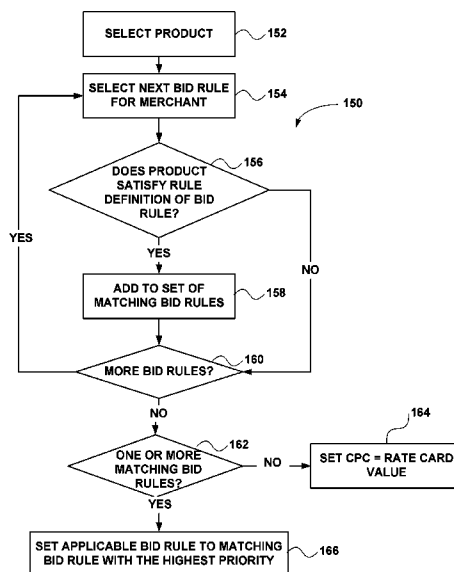 SELECT PRODUCT
152
SELECT NEXT BID RULE
FOR MERCHANT
154
150
156
DOES PRODUCT
SATISFY RULE
DEFINITION OF BID
RULE?
YES
YES
NO
ADD TO SET OF
MATCHING BID RULES
158
160
MORE BID RULES?
NO
164
162
ONE OR MORE
MATCHING BID
RULES?
NO
SET CPC = RATE CARD
VALUE
YES
SET APPLICABLE BID RULE TO MATCHING
BID RULE WITH THE HIGHEST PRIORITY
166